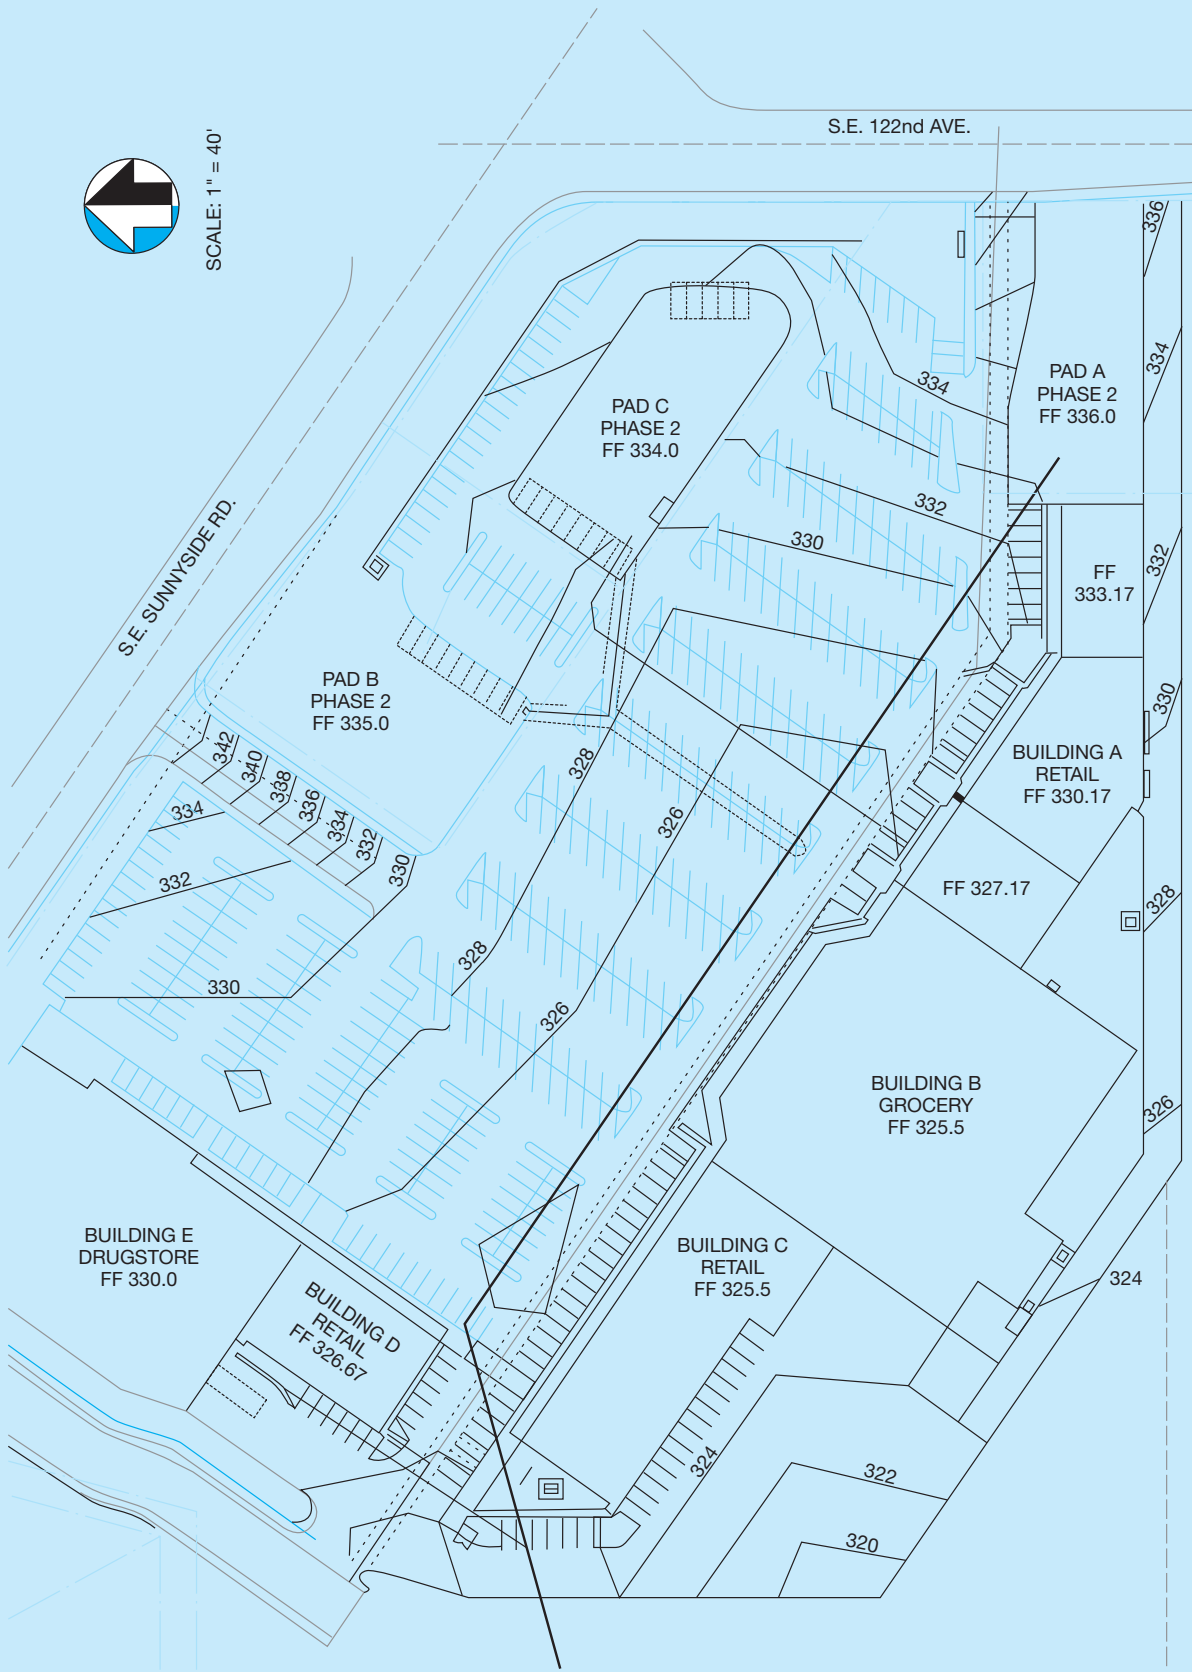 S.E. 122nd AVE.
SCALE: 1" = 40'
336
334
PAD A
PHASE 2
FF 336.0
334
PAD C
PHASE 2
FF 334.0
332
330
332
FF
333.17
S.E. SUNNYSIDE RD.
PAD B
PHASE 2
FF 335.0
330
342
340
338
336
334
332
330
328
326
BUILDING A
RETAIL
FF 330.17
334
332
FF 327.17
328
328
330
326
BUILDING B
GROCERY
FF 325.5
326
BUILDING E
DRUGSTORE
FF 330.0
BUILDING C
RETAIL
FF 325.5
324
BUILDING D
RETAIL
FF 326.67
324
322
320